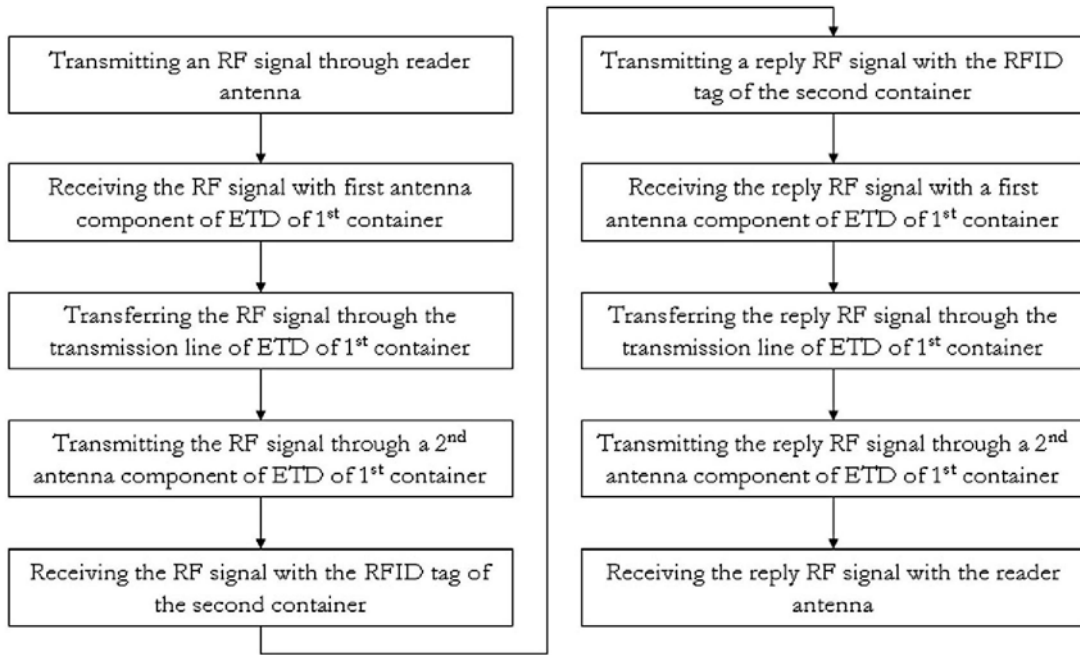 Transmitting an RF signal through reader
antenna
Receiving the RF signal with first antenna
component of ETD of 1st container
Transferring the RF signal through the
transmission line of ETD of 1st container
Transmitting the RF signal through a 2nd
antenna component of ETD of 1st container
Receiving the RF signal with the RFID tag of
the second container
Transmitting a reply RF signal with the RFID
tag of the second container
Receiving the reply RF signal with a first
antenna component of ETD of 1st container
Transferring the reply RF signal through the
transmission line of ETD of 1st container
Transmitting the reply RF signal through a 2nd
antenna component of ETD of 1st container
Receiving the reply RF signal with the reader
antenna